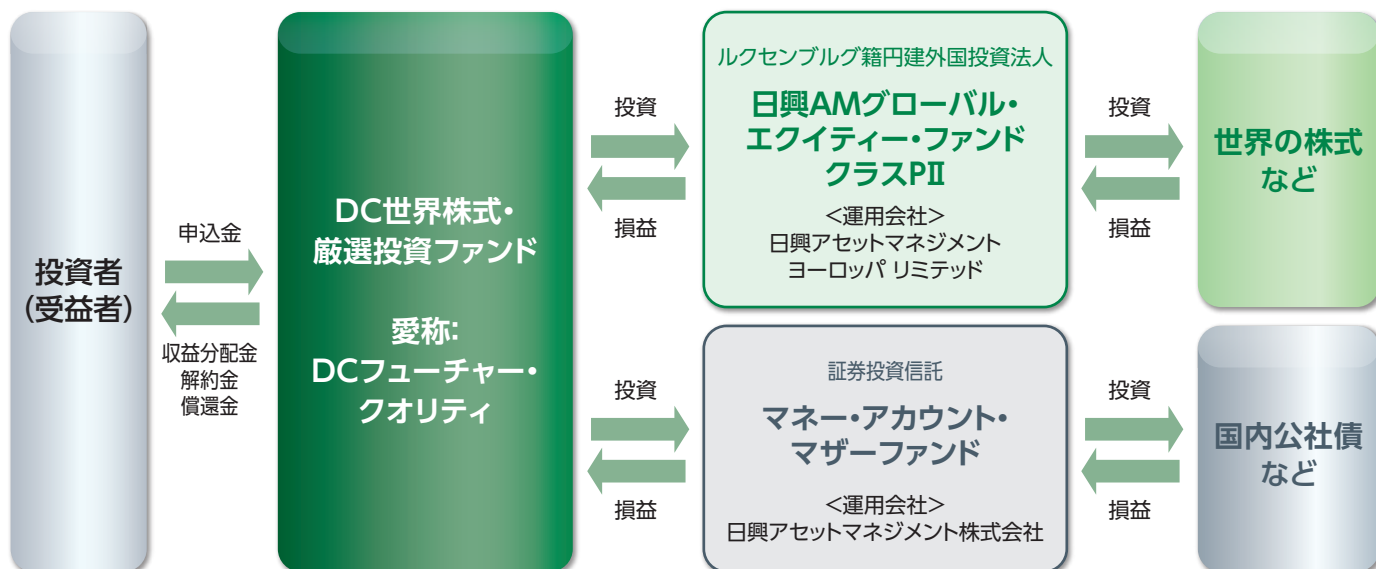 投資者
(受益者)
申込金
収益分配金
解約金
償還金
DC世界株式・
厳選投資ファンド
愛称:
DCフューチャー・
クオリティ
投資
損益
ルクセンブルグ籍円建外国投資法人
日興AMグローバル・
エクイティー・ファンド
クラスPⅡ
<運用会社>
日興アセットマネジメント
ヨーロッパ リミテッド
投資
損益
世界の株式
など
投資
損益
証券投資信託
マネー・アカウント・
マザーファンド
<運用会社>
日興アセットマネジメント株式会社
投資
損益
国内公社債
など